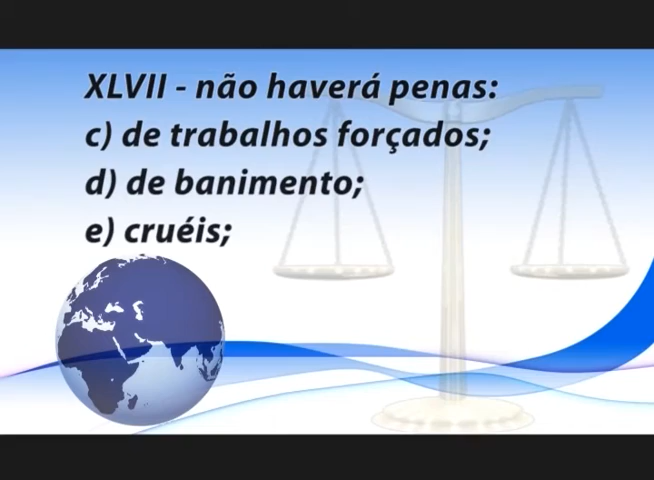 XLVII - não haverá penas:
c) de trabalhos forçados;
d) de banimento;
e) cruéis;